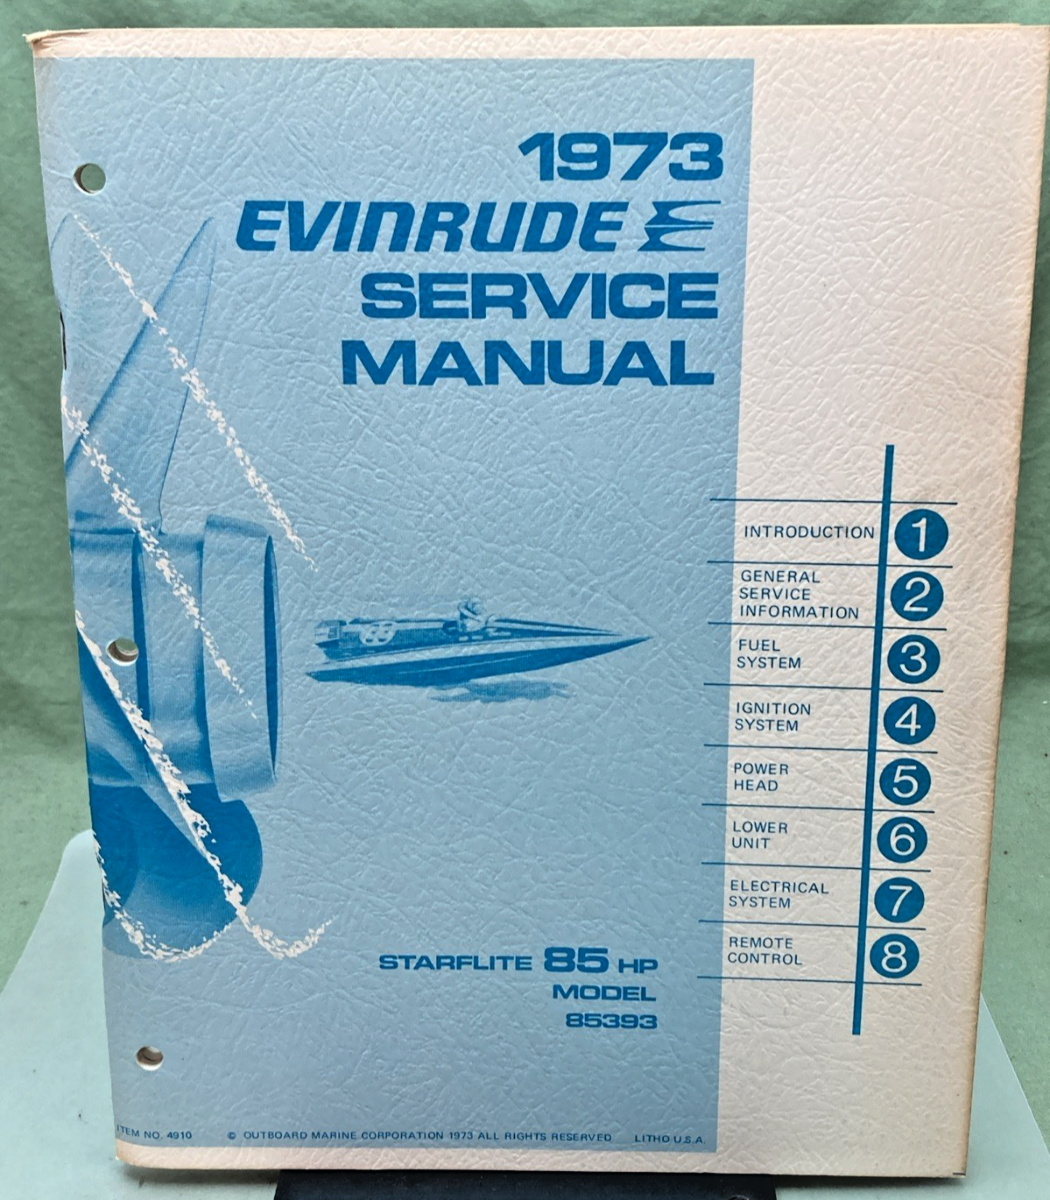 1973
EVINRUDE
SERVICE
MANUAL
INTRODUCTION 1
GENERAL
SERVICE
INFORMATION 2
FUEL
SYSTEM 3
IGNITION
SYSTEM 4
POWER
HEAD 5
LOWER
UNIT 6
ELECTRICAL
SYSTEM 7
REMOTE
CONTROL 8
STARFLITE 85 HP
MODEL
85393
ITEM NO. 4910 © OUTBOARD MARINE CORPORATION 1973 ALL RIGHTS RESERVED LITHO U.S.A.